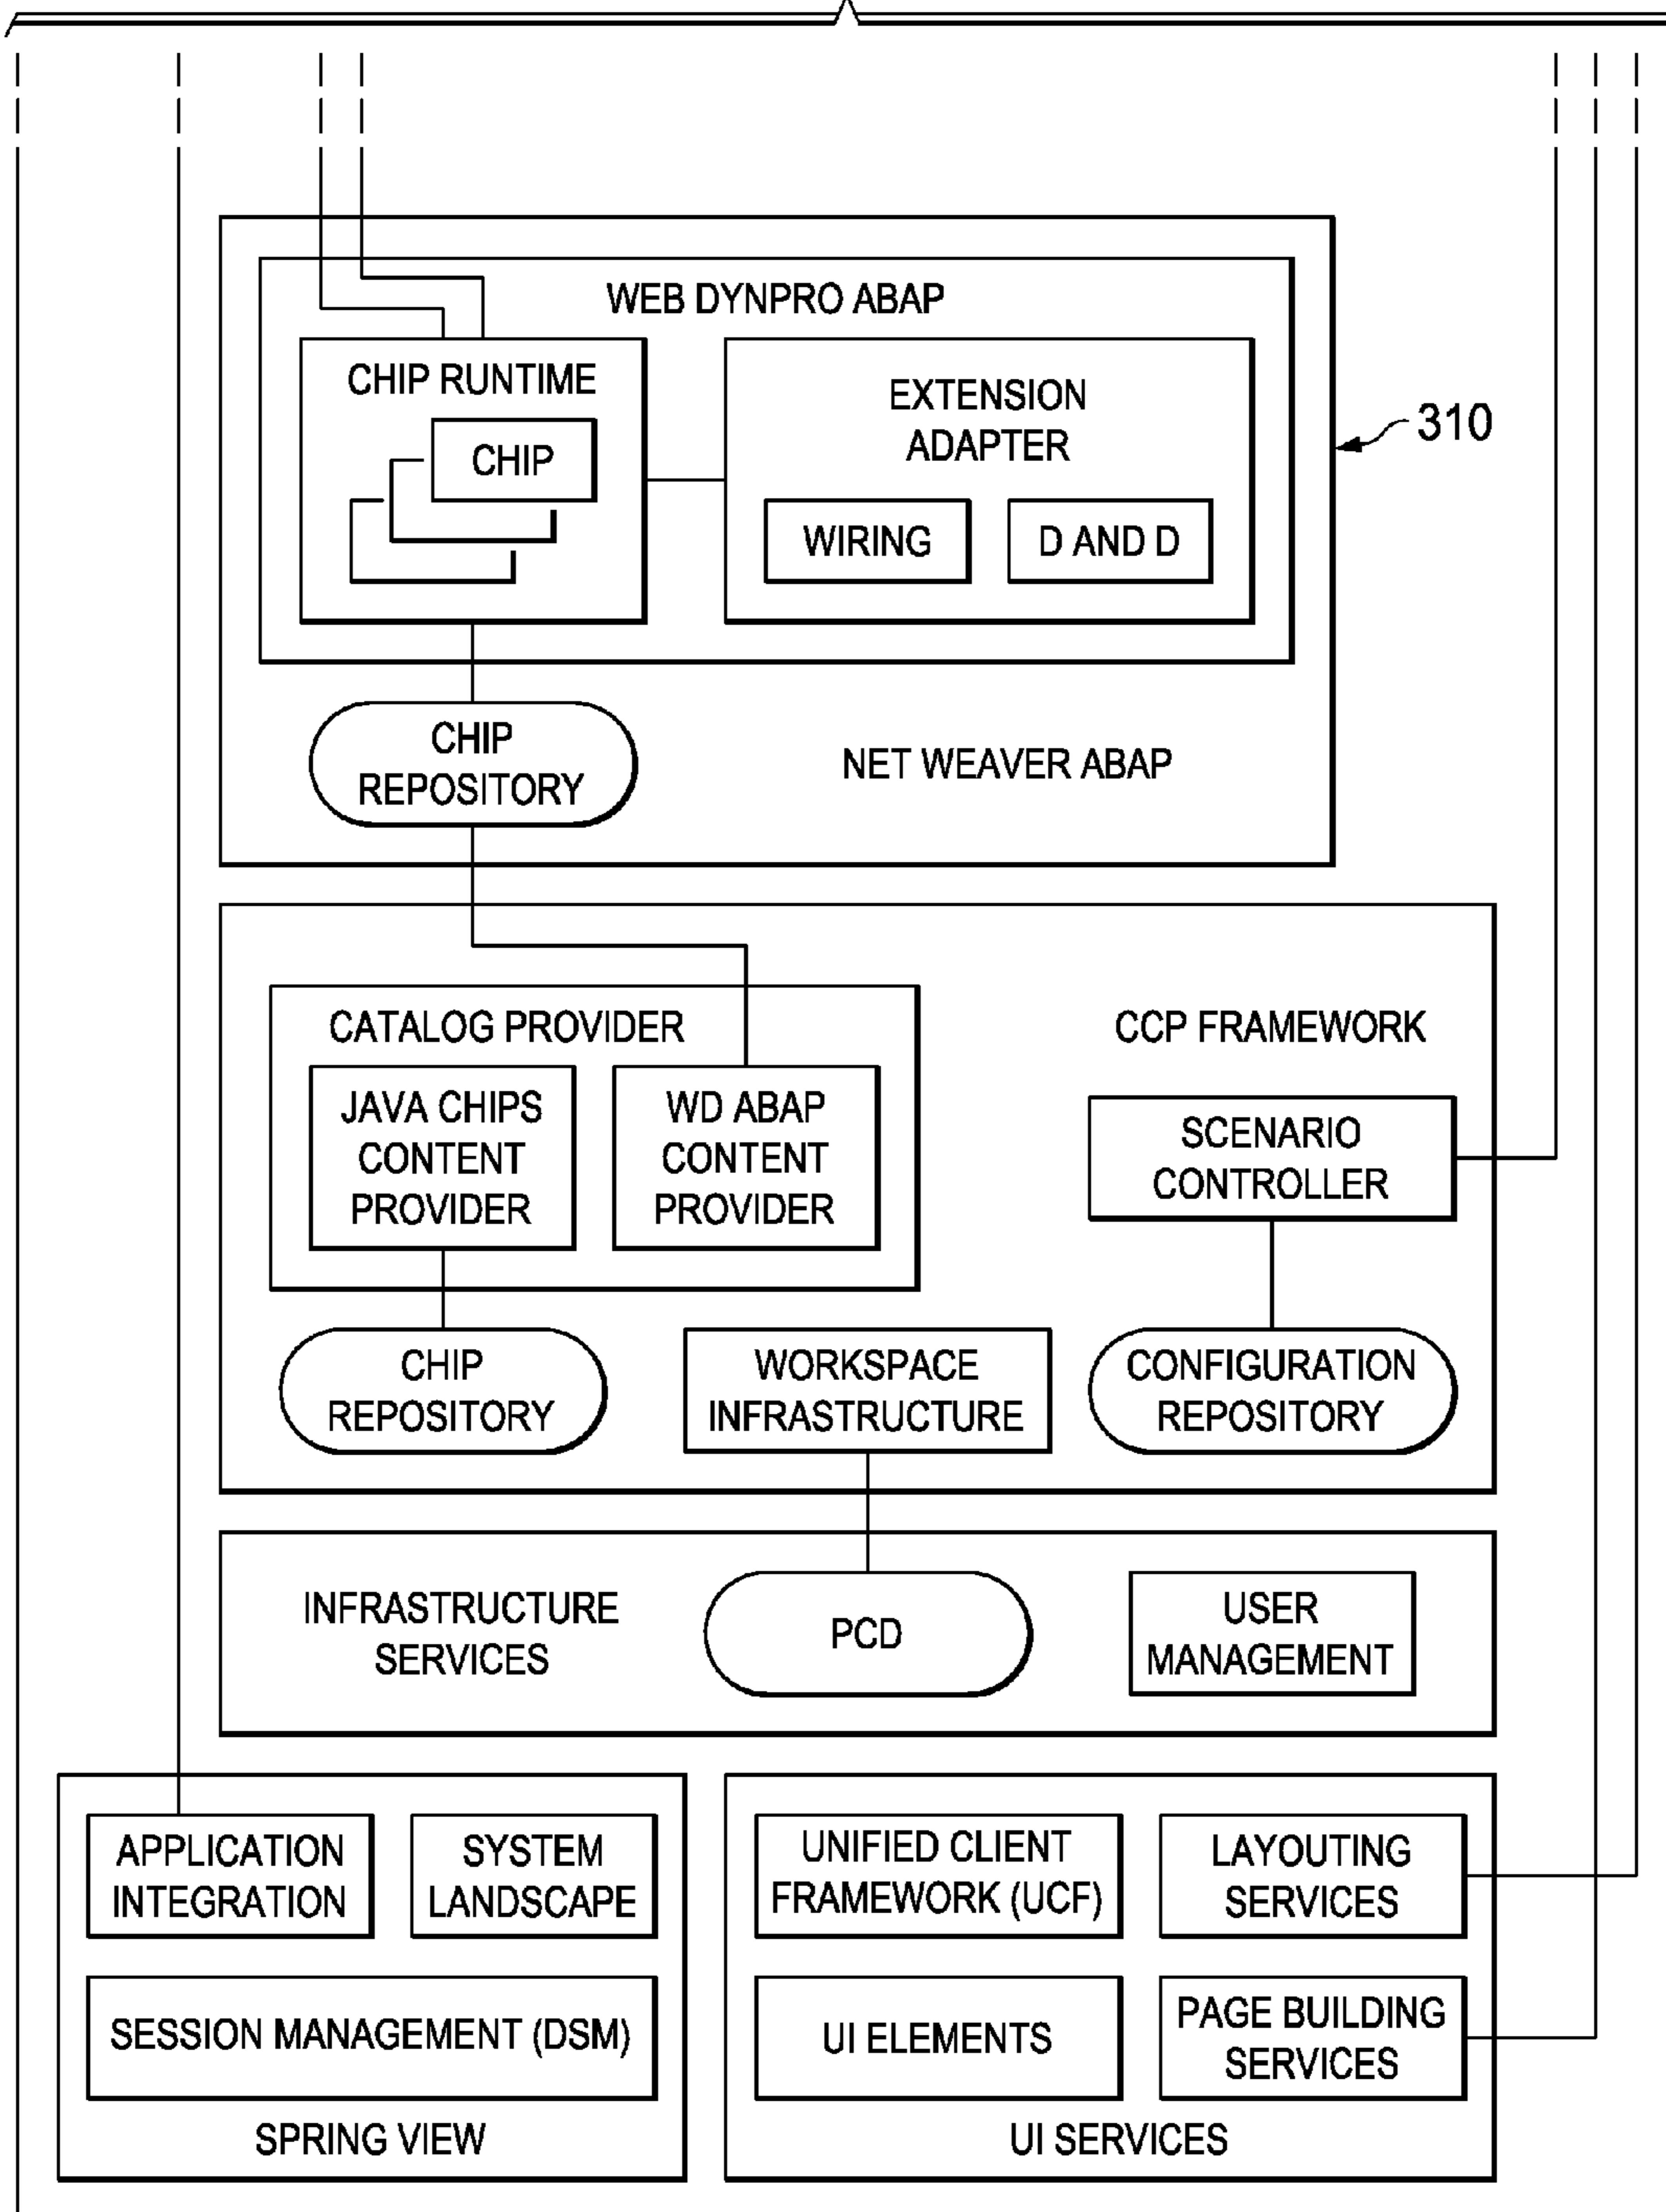 WEB DYNPRO ABAP
CHIP RUNTIME
CHIP
EXTENSION
ADAPTER
WIRING
D AND D
310
CHIP
REPOSITORY
NET WEAVER ABAP
CATALOG PROVIDER
CCP FRAMEWORK
JAVA CHIPS
CONTENT
PROVIDER
WD ABAP
CONTENT
PROVIDER
SCENARIO
CONTROLLER
CHIP
REPOSITORY
WORKSPACE
INFRASTRUCTURE
CONFIGURATION
REPOSITORY
INFRASTRUCTURE
SERVICES
PCD
USER
MANAGEMENT
APPLICATION
INTEGRATION
SYSTEM
LANDSCAPE
SESSION MANAGEMENT (DSM)
SPRING VIEW
UNIFIED CLIENT
FRAMEWORK (UCF)
LAYOUTING
SERVICES
UI ELEMENTS
PAGE BUILDING
SERVICES
UI SERVICES